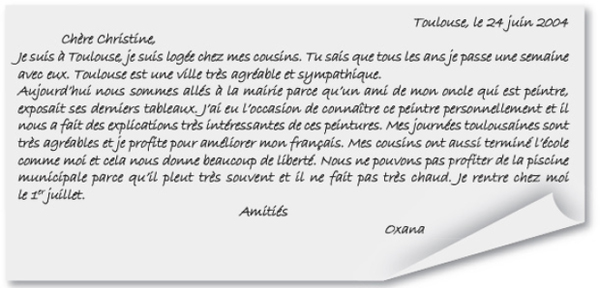 Toulouse, le 24 juin 2004
Chère Christine,
Je suis à Toulouse, je suis logée chez mes cousins. Tu sais que tous les ans je passe une semaine
avec eux. Toulouse est une ville très agréable et sympathique.
Aujourd'hui nous sommes allés à la mairie parce qu'un ami de mon oncle qui est peintre,
exposait ses derniers tableaux. J'ai eu l'occasion de connaître ce peintre personnellement et il
nous a fait des explications très intéressantes de ces peintures. Mes journées toulousaines sont
très agréables et je profite pour améliorer mon français. Mes cousins ont aussi terminé l'école
comme moi et cela nous donne beaucoup de liberté. Nous ne pouvons pas profiter de la piscine
municipale parce qu'il pleut très souvent et il ne fait pas très chaud. Je rentre chez moi
le 1er juillet.
Amitiés
Oxana